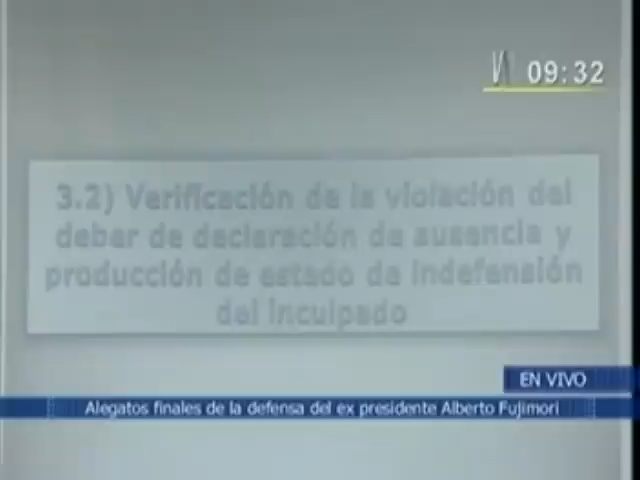 09:32
3.2) Verificación de la violación del
deber de declaración de ausencia y
producción de estado de indefensión
del inculpado
EN VIVO
Alegatos finales de la defensa del ex presidente Alberto Fujimori